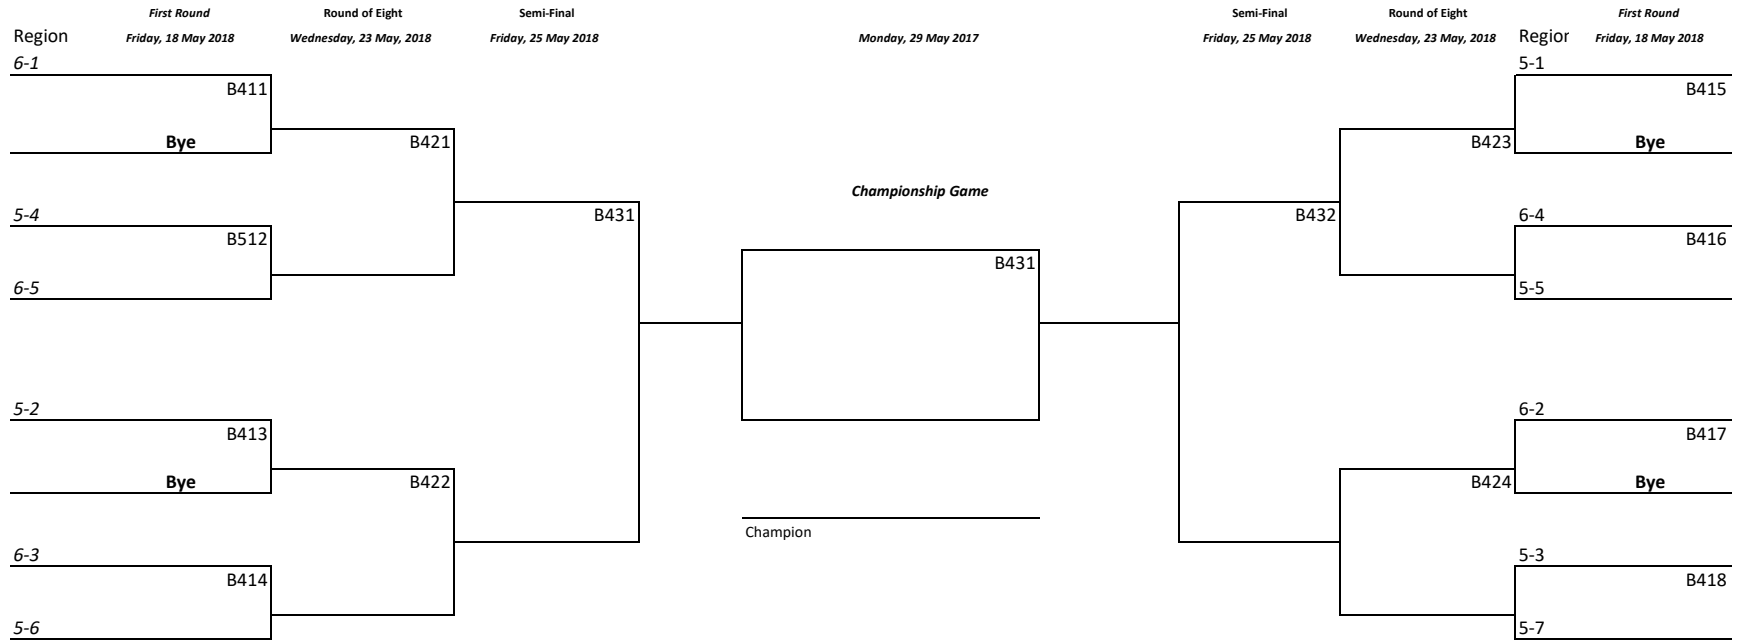 First Round Round of Eight Semi-Final Semi-Final Round of Eight First Round
Region Friday, 18 May 2018 Wednesday, 23 May, 2018 Friday, 25 May 2018 Monday, 29 May 2017 Friday, 25 May 2018 Wednesday, 23 May, 2018 Region Friday, 18 May 2018
6-1 5-1
B411 B415
Bye B421 B423 Bye
Championship Game
5-4 B431 B432 6-4
B512 B416
B431
6-5 5-5
5-2 6-2
B413 B417
Bye B422 B424 Bye
Champion
6-3 5-3
B414 B418
5-6 5-7